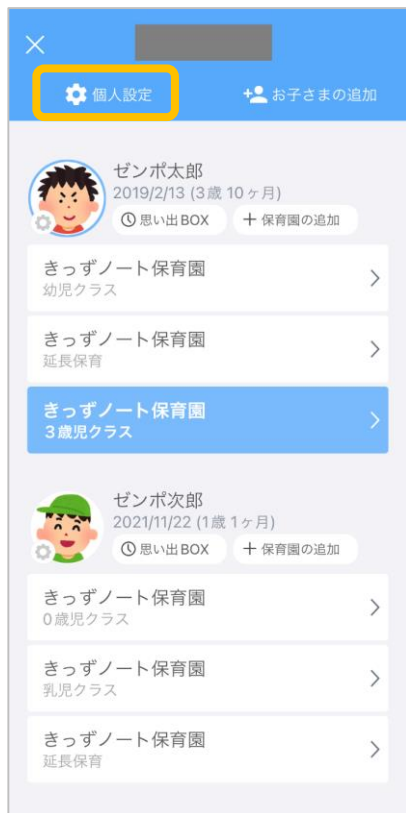 個人設定
お子さまの追加
ゼンポ太郎
2019/2/13 (3歳 10ヶ月)
思い出BOX
保育園の追加
きっずノート保育園
幼児クラス
きっずノート保育園
延長保育
きっずノート保育園
3歳児クラス
ゼンポ次郎
2021/11/22 (1歳 1ヶ月)
思い出BOX
保育園の追加
きっずノート保育園
0歳児クラス
きっずノート保育園
乳児クラス
きっずノート保育園
延長保育